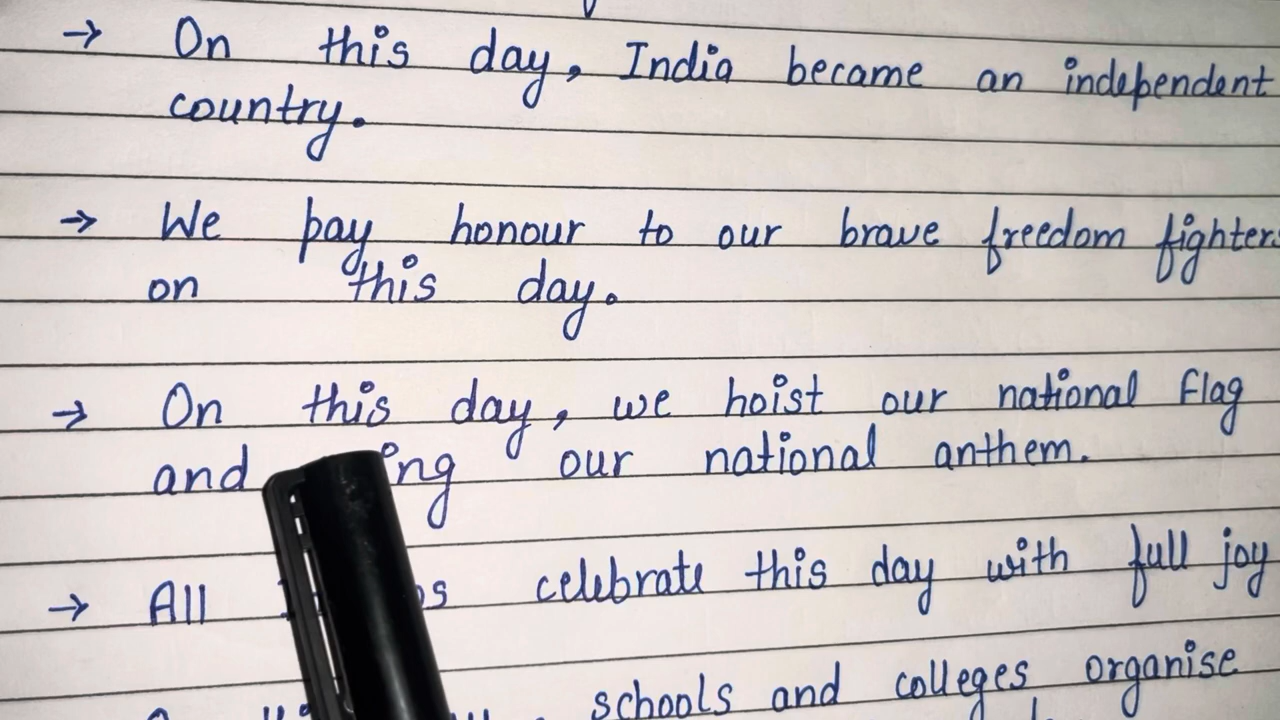 → On this day, India became an independent
country.
→ We pay honour to our brave freedom fighters
on this day.
→ On this day, we hoist our national flag
and our national anthem.
→ All celebrate this day with full joy
schools and colleges organise